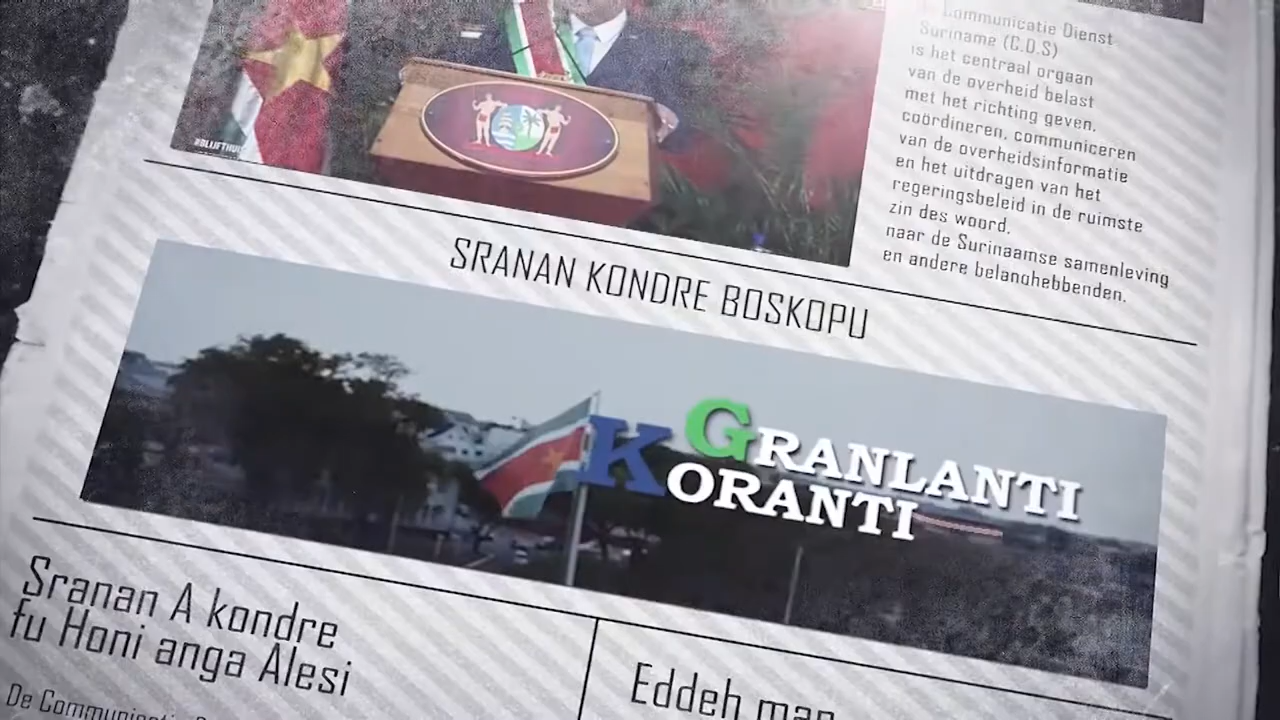 Communicatie Dienst
Suriname (C.D.S)
is het centraal orgaan
van de overheid belast
met het richting geven,
coördineren, communiceren
van de overheidsinformatie
en het uitdragen van het
regeringsbeleid in de ruimste
zin des woord,
naar de Surinaamse samenleving
en andere belanghebbenden.
SRANAN KONDRE BOSKOPU
GRANLANTI
KORANTI
Sranan A kondre
fu Honi anga Alesi
De
Eddeh man